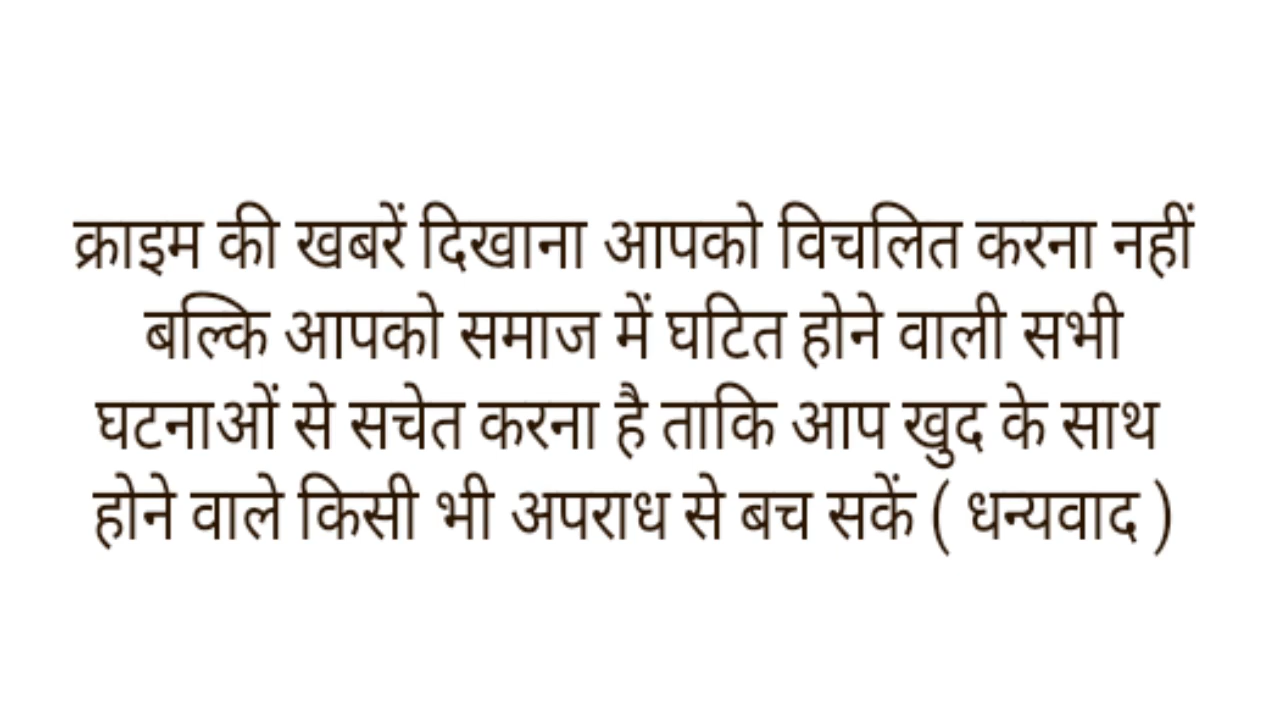 क्राइम की खबरें दिखाना आपको विचलित करना नहीं
बल्कि आपको समाज में घटित होने वाली सभी
घटनाओं से सचेत करना है ताकि आप खुद के साथ
होने वाले किसी भी अपराध से बच सकें ( धन्यवाद )